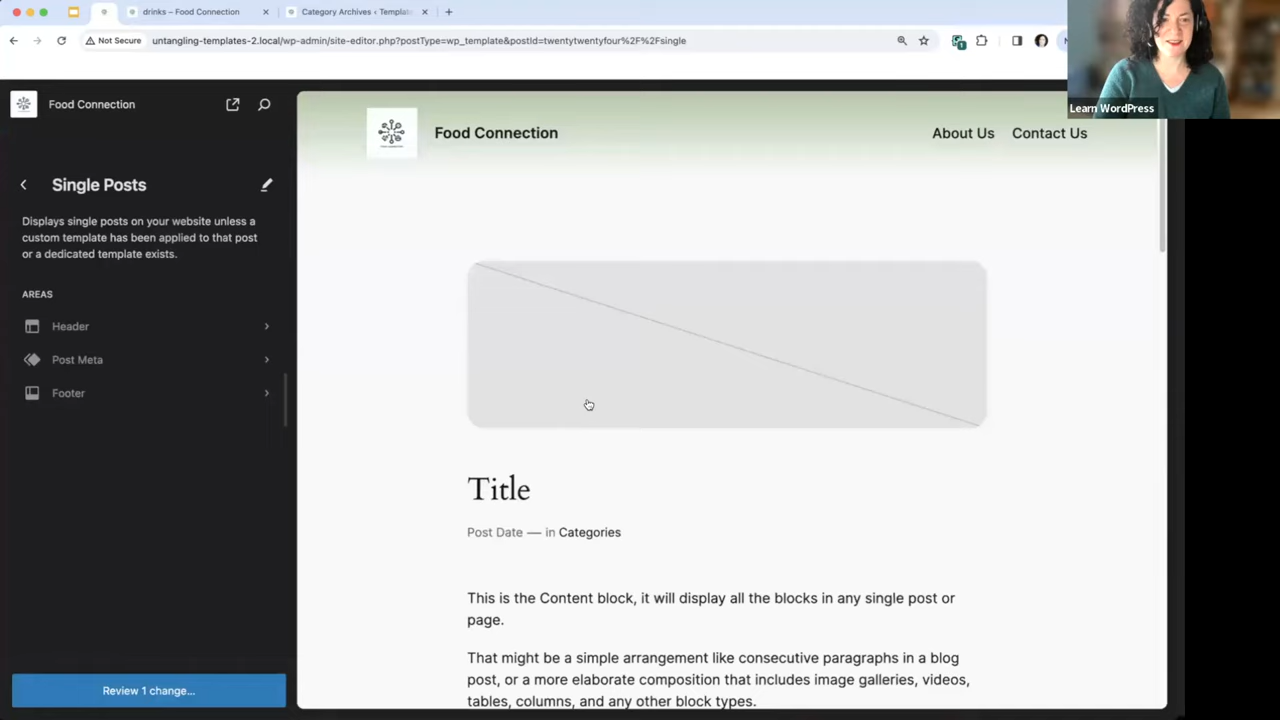 drinks – Food Connection
Category Archives ‹ Template
Not Secure
untangling-templates-2.local/wp-admin/site-editor.php?postType=wp_template&postId=twentytwentyfour%2F%2Fsingle
1
Learn WordPress
Food Connection
Food Connection
About Us
Contact Us
Single Posts
Displays single posts on your website unless a
custom template has been applied to that post
or a dedicated template exists.
AREAS
Header
Post Meta
Footer
Title
Post Date — in Categories
This is the Content block, it will display all the blocks in any single post or
page.
That might be a simple arrangement like consecutive paragraphs in a blog
post, or a more elaborate composition that includes image galleries, videos,
tables, columns, and any other block types.
Review 1 change...